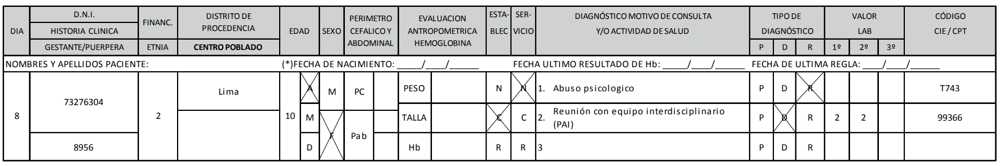 DIA D.N.I. FINANC. DISTRITO DE PROCEDENCIA EDAD SEXO PERIMETRO CEFALICO Y ABDOMINAL EVALUACION ANTROPOMETRICA HEMOGLOBINA ESTA- BLEC SER- VICIO DIAGNÓSTICO MOTIVO DE CONSULTA Y/O ACTIVIDAD DE SALUD TIPO DE DIAGNÓSTICO VALOR LAB CÓDIGO CIE / CPT
HISTORIA CLINICA
GESTANTE/PUERPERA ETNIA CENTRO POBLADO P D R 1º 2º 3º
NOMBRES Y APELLIDOS PACIENTE: (*)FECHA DE NACIMIENTO: _____/____/______ FECHA ULTIMO RESULTADO DE Hb: _____/____/______ FECHA DE ULTIMA REGLA: ____/____/______
8 73276304 2 Lima 10 A M PC PESO N N 1. Abuso psicologico P D R T743
M F Pab TALLA C C 2. Reunión con equipo interdisciplinario (PAI) P D R 2 2 99366
8956 D Hb R R 3 P D R